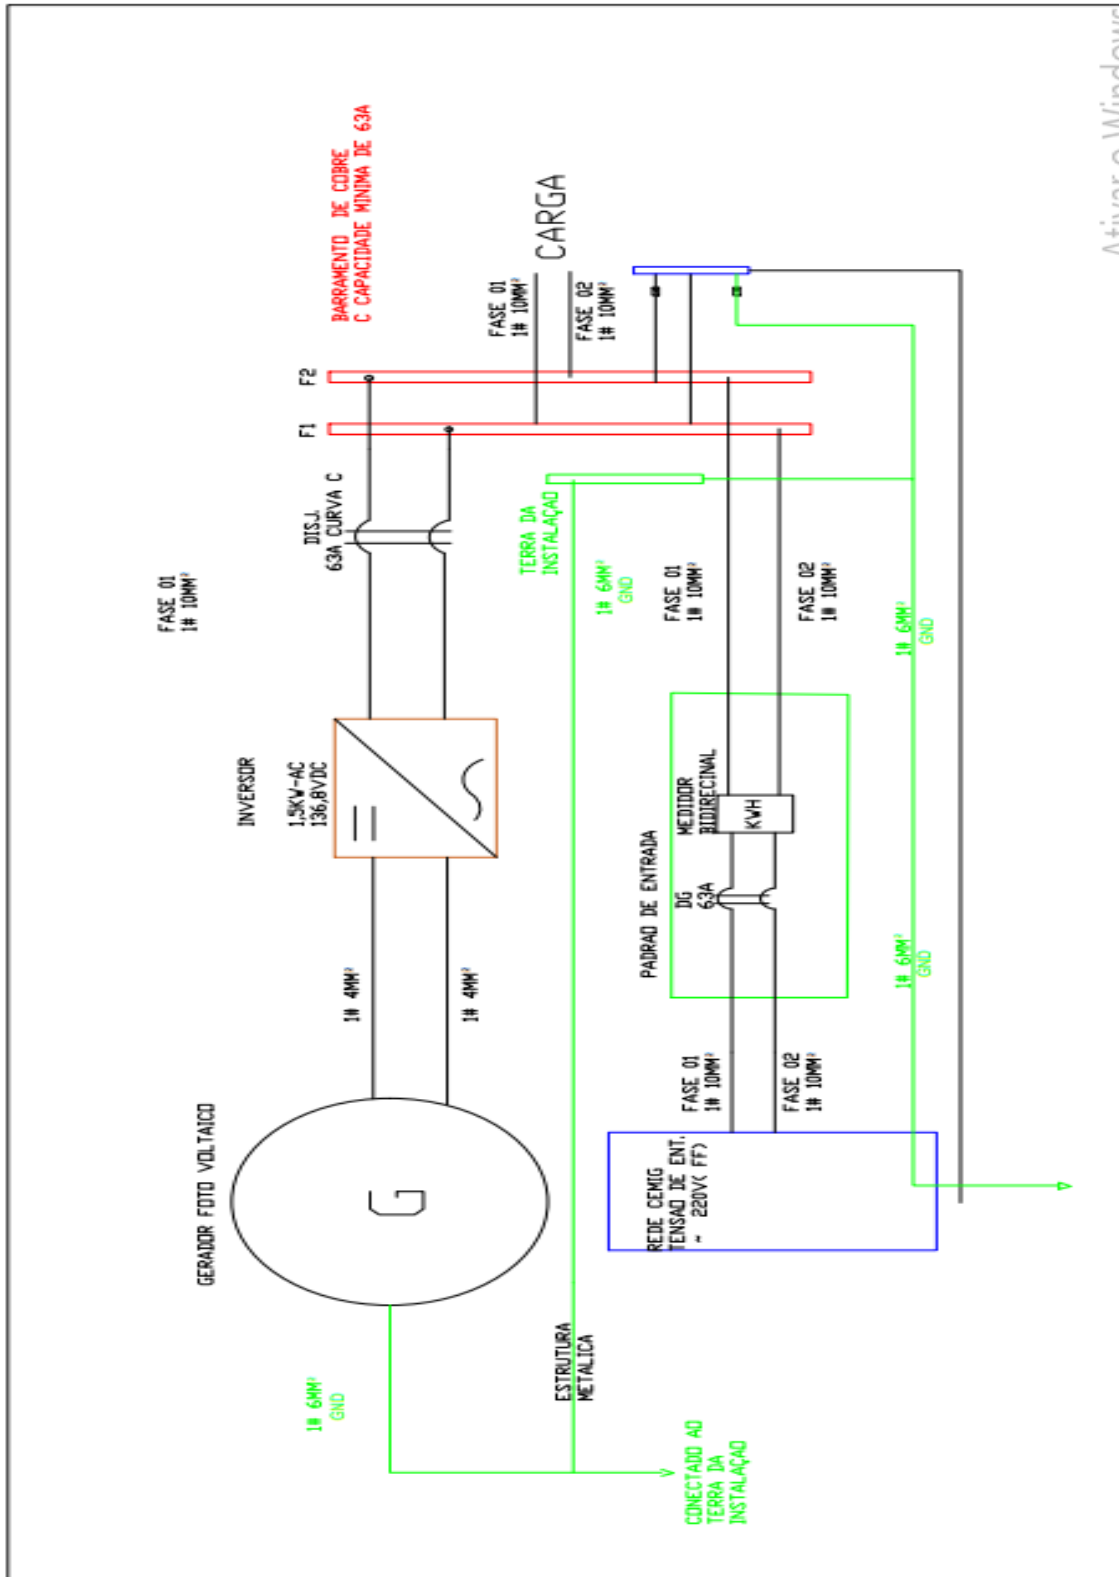 GERADOR FOTO VOLTAICO
G
1# 6MM²
GND
1# 4MM²
1# 4MM²
INVERSOR
1,5KW-AC
136,8VDC
FASE 01
1# 10MM²
DISJ.
63A CURVA C
F1
F2
BARRAMENTO DE COBRE
C CAPACIDADE MINIMA DE 63A
FASE 01
1# 10MM²
CARGA
FASE 02
1# 10MM²
TERRA DA
INSTALAÇAO
1# 6MM²
GND
ESTRUTURA
METALICA
CONECTADO AO
TERRA DA
INSTALAÇAO
REDE CEMIG
TENSAO DE ENT.
~ 220V( FF)
FASE 01
1# 10MM²
FASE 02
1# 10MM²
PADRAO DE ENTRADA
DG
63A
MEDIDOR
BIDIRECINAL
KWH
FASE 01
1# 10MM²
FASE 02
1# 10MM²
1# 6MM²
GND
1# 6MM²
GND
Ativar o Windows